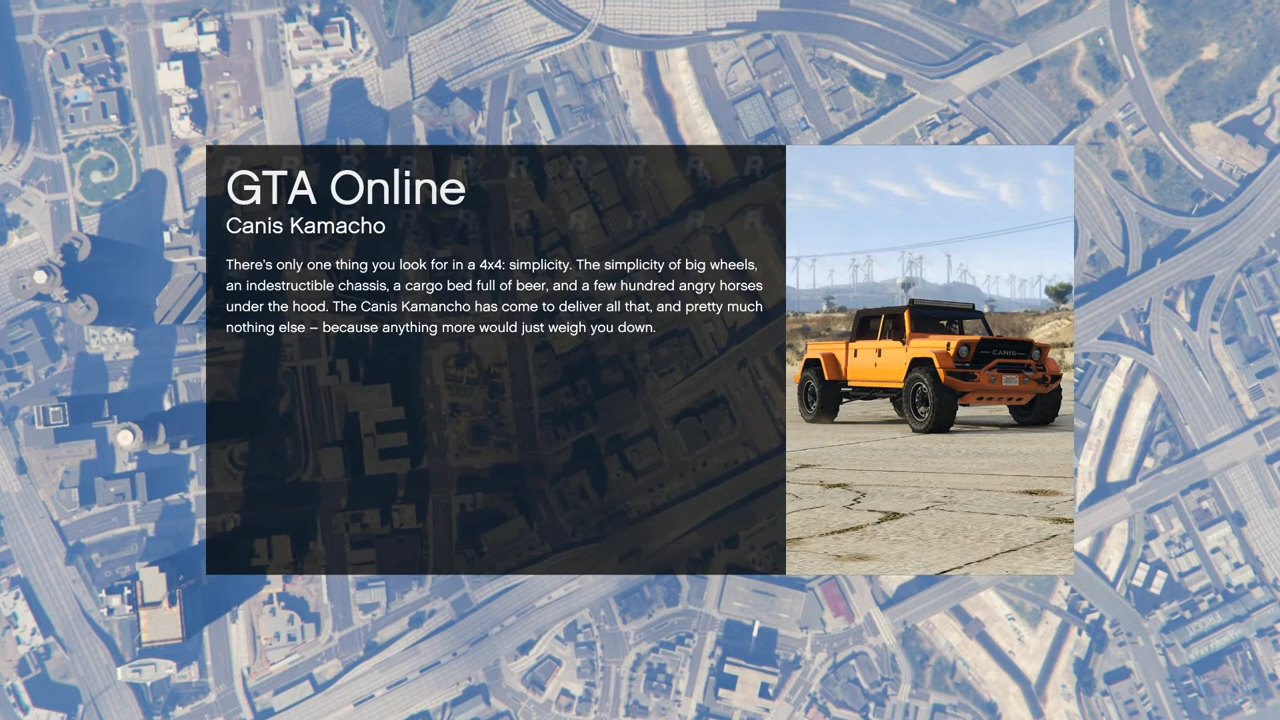 GTA Online
Canis Kamacho
There's only one thing you look for in a 4x4: simplicity. The simplicity of big wheels,
an indestructible chassis, a cargo bed full of beer, and a few hundred angry horses
under the hood. The Canis Kamancho has come to deliver all that, and pretty much
nothing else – because anything more would just weigh you down.
CANIS